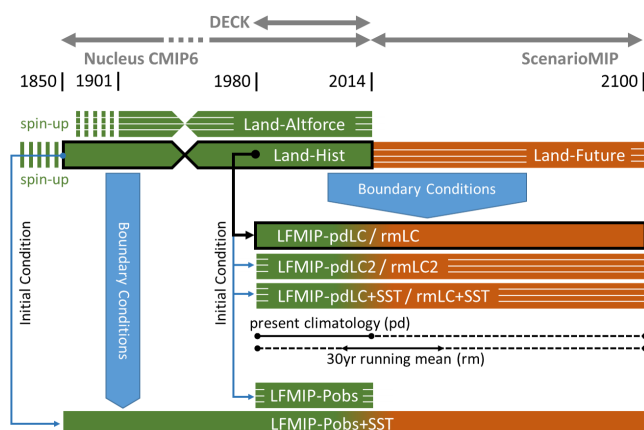 DECK
Nucleus CMIP6
ScenarioMIP
1850
1901
1980
2014
2100
spin-up
Land-Altforce
Land-Hist
Land-Future
spin-up
Boundary Conditions
Initial Condition
Boundary
Conditions
Initial Condition
LFMIP-pdLC / rmLC
LFMIP-pdLC2 / rmLC2
LFMIP-pdLC+SST / rmLC+SST
present climatology (pd)
30yr running mean (rm)
LFMIP-Pobs
LFMIP-Pobs+SST